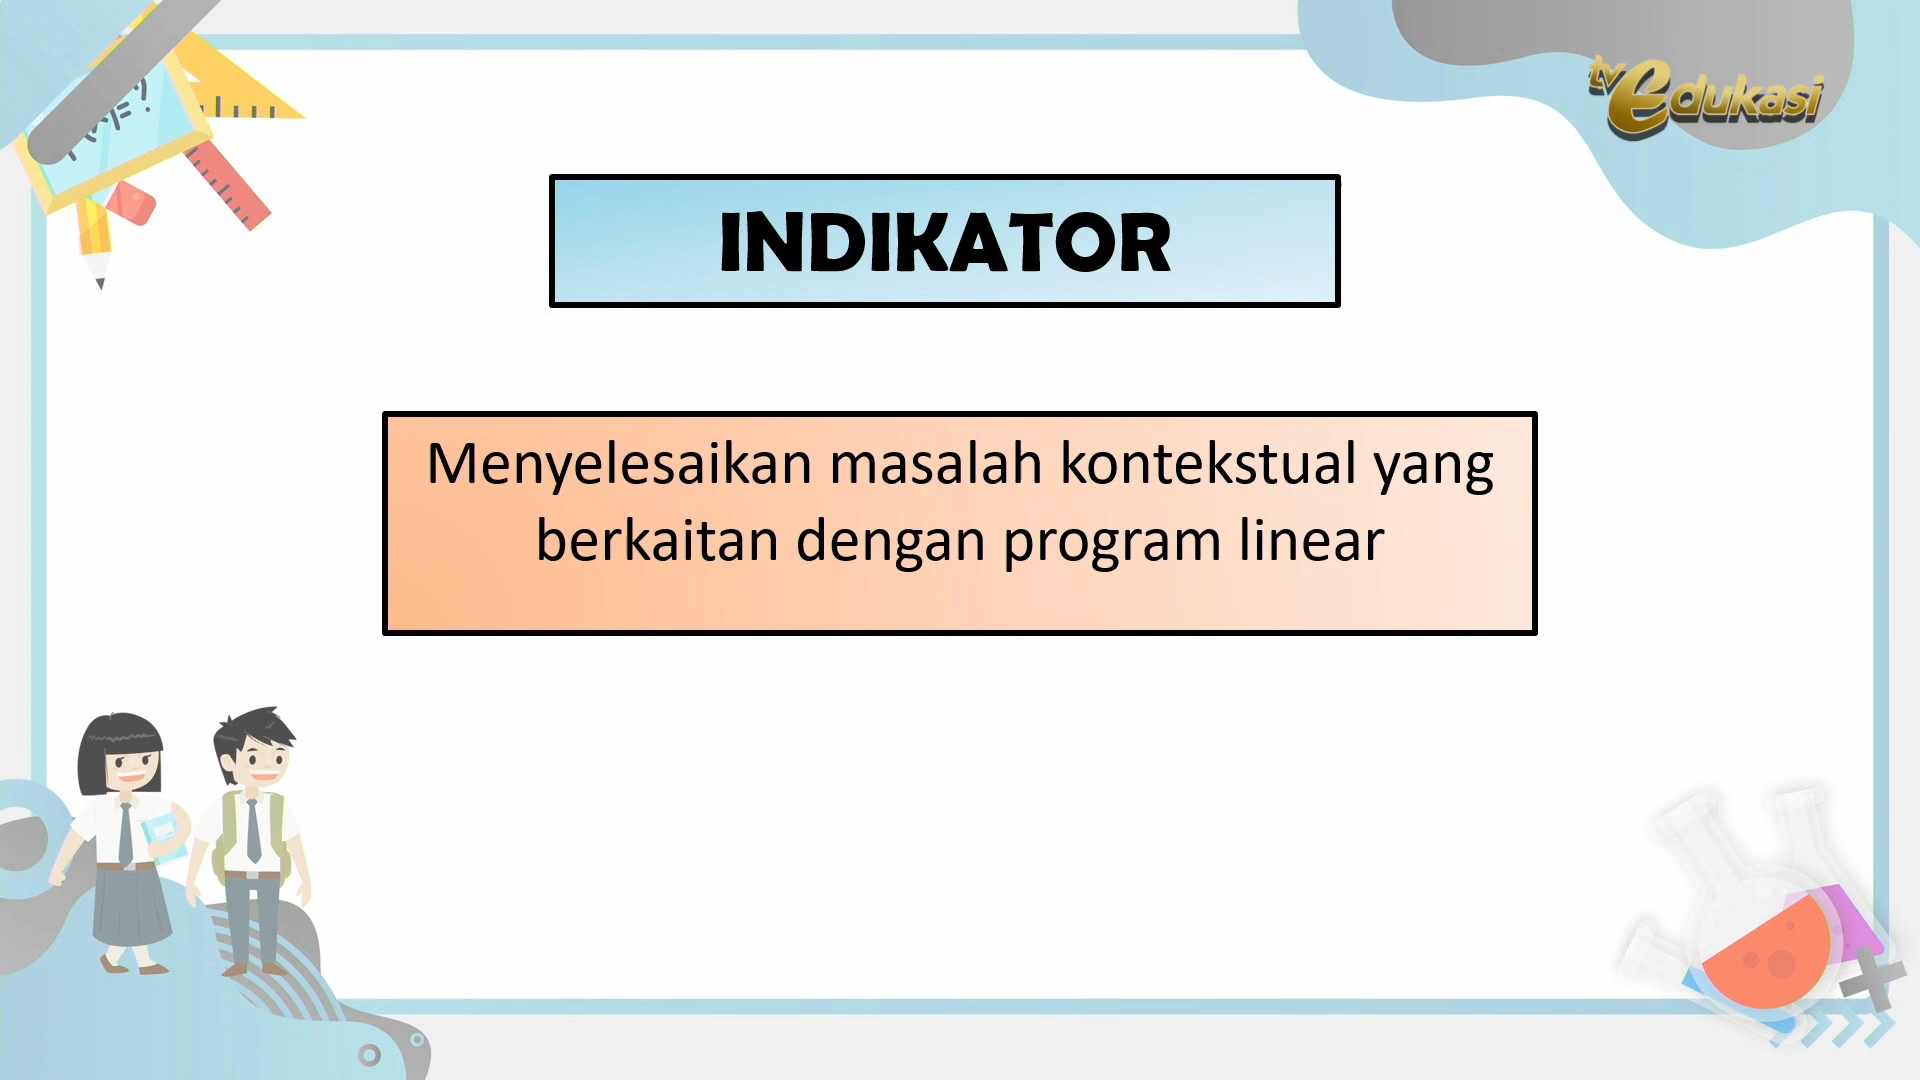 tv edukasi
INDIKATOR
Menyelesaikan masalah kontekstual yang
berkaitan dengan program linear